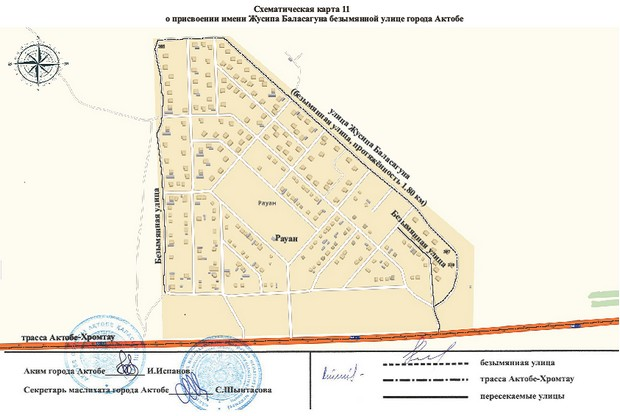 Схематическая карта 11
о присвоении имени Жусипа Баласагуна безымянной улице города Актобе
улица Жусипа Баласагуна
(безымянная улица, протяжённость 1.80 км)
Безымянная улица
Рауан
Рауан
Безымянная улица
трасса Актобе-Хромтау
Аким города Актобе И.Испанов
Секретарь маслихата города Актобе С.Шынтасова
безымянная улица
трасса Актобе-Хромтау
пересекаемые улицы